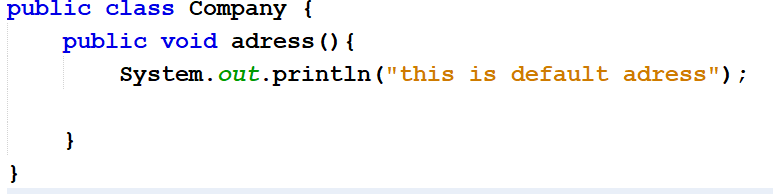 public class Company {
public void adress(){
System.out.println("this is default adress");
}
}